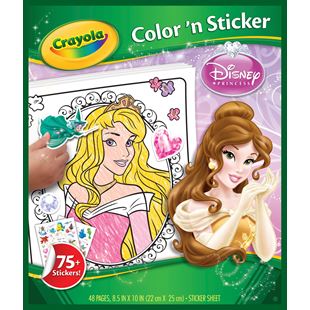 Crayola
Color 'n Sticker
Disney
PRINCESS
75+
Stickers!
48 PAGES, 8.5 IN X 10 IN (22 cm X 25 cm) - STICKER SHEET